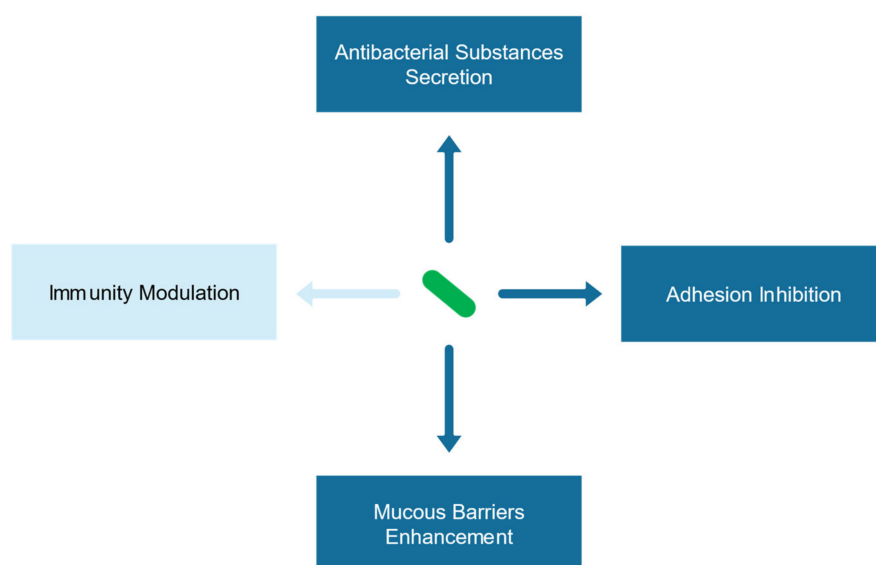 Antibacterial Substances
Secretion
Immunity Modulation
Adhesion Inhibition
Mucous Barriers
Enhancement